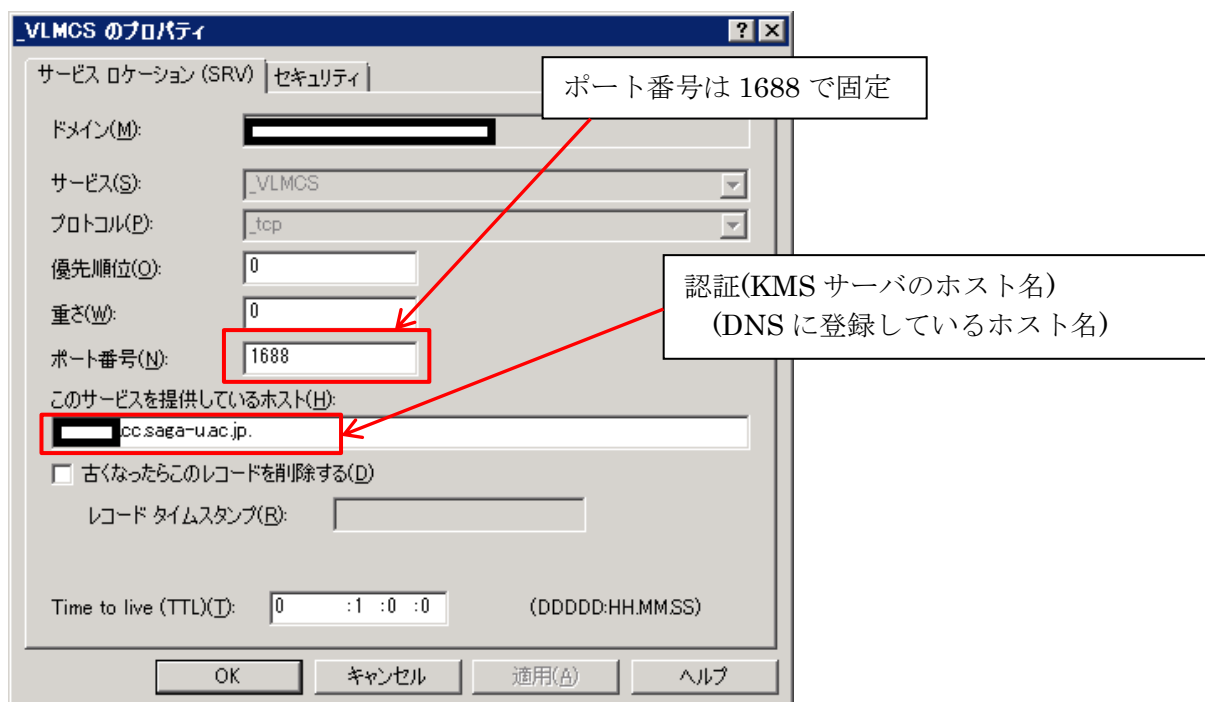 _VLMCS のプロパティ
サービス ロケーション (SRV) セキュリティ
ポート番号は 1688 で固定
ドメイン(M):
サービス(S): _VLMCS
プロトコル(P): _tcp
優先順位(O): 0
認証(KMS サーバのホスト名)
(DNS に登録しているホスト名)
重さ(W): 0
ポート番号(N): 1688
このサービスを提供しているホスト(H):
.cc.saga-u.ac.jp.
古くなったらこのレコードを削除する(D)
レコード タイムスタンプ(R):
Time to live (TTL)(T): 0 :1 :0 :0 (DDDDD:HH.MM.SS)
OK キャンセル 適用(A) ヘルプ